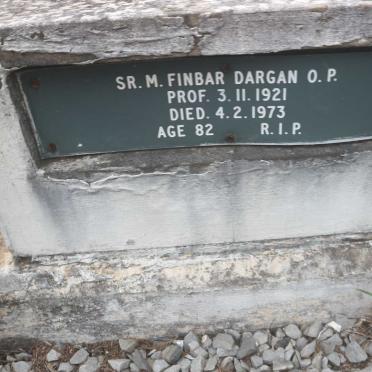 SR. M. FINBAR DARGAN O. P.
PROF. 3. 11. 1921
DIED. 4. 2. 1973
AGE 82 R. I. P.